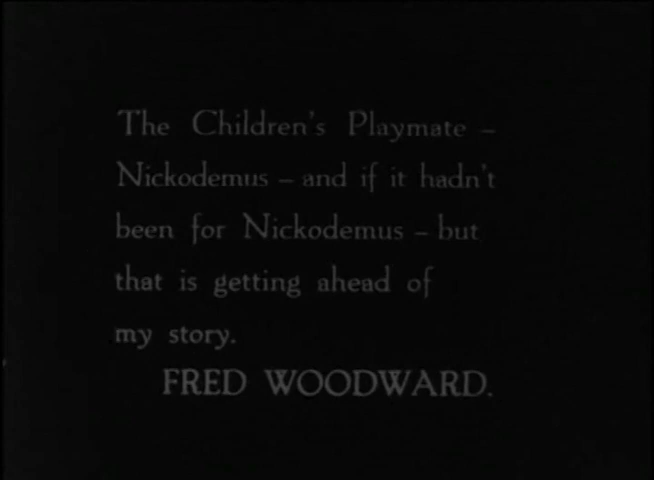 The Children's Playmate –
Nickodemus – and if it hadn't
been for Nickodemus – but
that is getting ahead of
my story.
FRED WOODWARD.